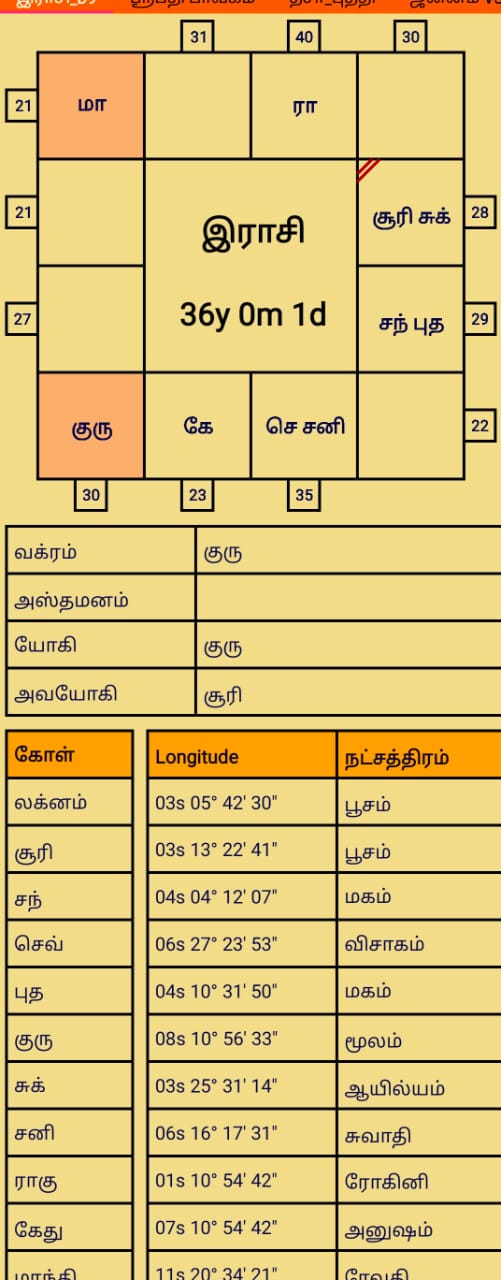 31 40 30
21 மா ரா
21 சூரி சுக் 28
இராசி
27 36y 0m 1d சந் புத 29
குரு கே செ சனி 22
30 23 35
வக்ரம் குரு
அஸ்தமனம்
யோகி குரு
அவயோகி சூரி
கோள் Longitude நட்சத்திரம்
லக்னம் 03s 05° 42' 30" பூசம்
சூரி 03s 13° 22' 41" பூசம்
சந் 04s 04° 12' 07" மகம்
செவ் 06s 27° 23' 53" விசாகம்
புத 04s 10° 31' 50" மகம்
குரு 08s 10° 56' 33" மூலம்
சுக் 03s 25° 31' 14" ஆயில்யம்
சனி 06s 16° 17' 31" சுவாதி
ராகு 01s 10° 54' 42" ரோகினி
கேது 07s 10° 54' 42" அனுஷம்
மாந்தி 11s 20° 34' 21" ரேவதி